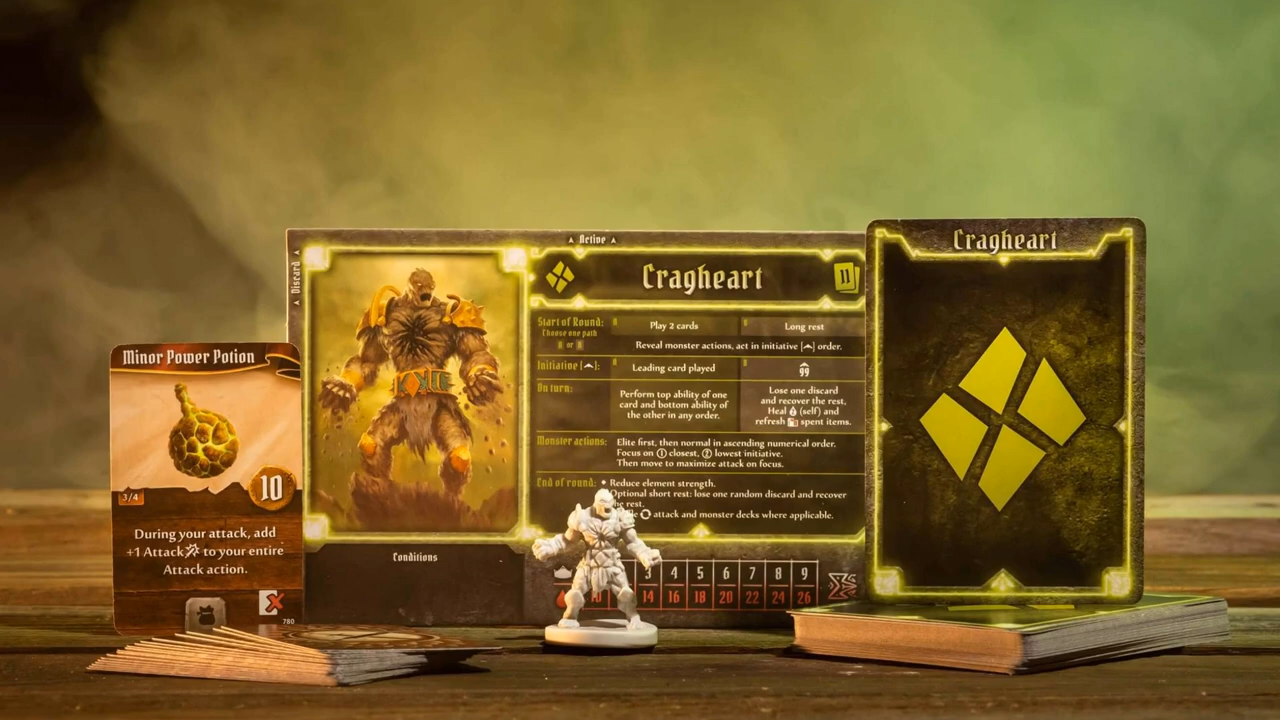 Minor Power Potion
3/4
10
During your attack, add
+1 Attack to your entire
Attack action.
780
Discard
Active
Cragheart
11
Start of Round:
Choose one path
or
Play 2 cards
Long rest
Reveal monster actions, act in initiative order.
Initiative
Leading card played
99
On turn:
Perform top ability of one
card and bottom ability of
the other in any order.
Lose one discard
and recover the rest,
Heal 2 (self) and
refresh spent items.
Monster actions:
Elite first, then normal in ascending numerical order.
Focus on 1 closest, 2 lowest initiative.
Then move to maximize attack on focus.
End of round:
• Reduce element strength.
Optional short rest: lose one random discard and recover
rest.
attack and monster decks where applicable.
Conditions
3 4 5 6 7 8 9
14 16 18 20 22 24 26
Cragheart